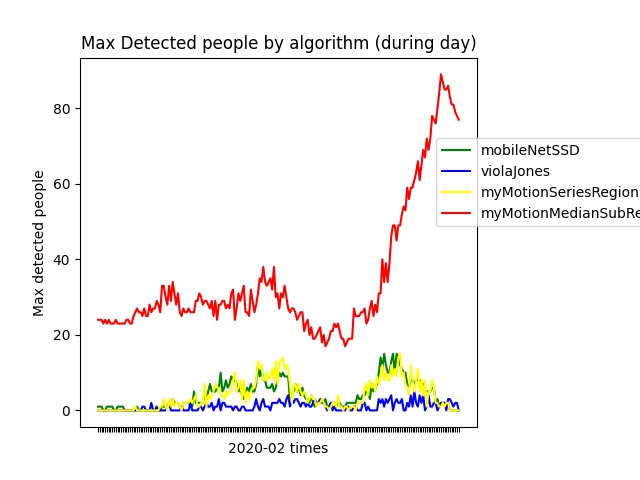 Max Detected people by algorithm (during day)
80
60
40
20
0
Max detected people
mobileNetSSD
violaJones
myMotionSeriesRegion
myMotionMedianSubRe
2020-02 times